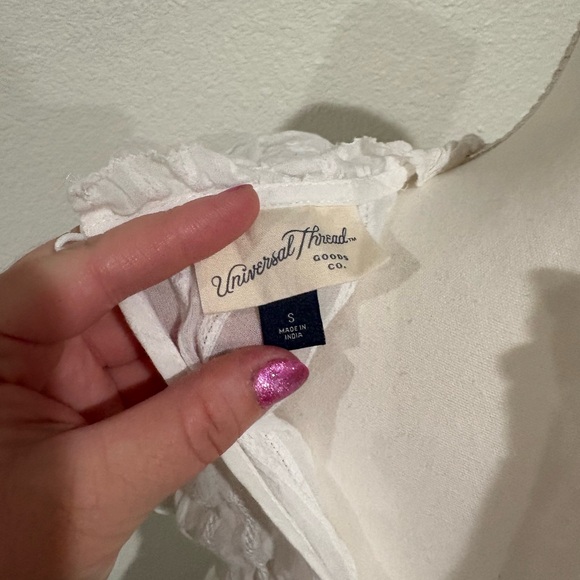 Universal Thread™
GOODS
CO.
S
MADE IN
INDIA